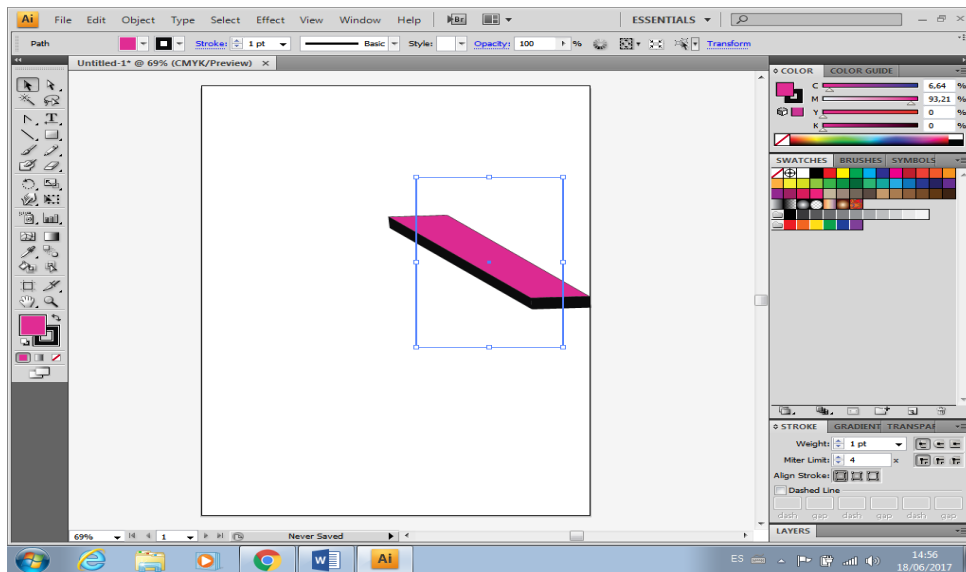 Ai File Edit Object Type Select Effect View Window Help Br ESSENTIALS
Path Stroke: 1 pt Basic Style: Opacity: 100 % Transform
Untitled-1* @ 69% (CMYK/Preview) ×
COLOR COLOR GUIDE
C 6,64 %
M 93,21 %
Y 0 %
K 0 %
SWATCHES BRUSHES SYMBOLS
STROKE GRADIENT TRANSPAR
Weight: 1 pt
Miter Limit: 4 x
Align Stroke:
Dashed Line
dash gap dash gap dash gap
LAYERS
69% 1 Never Saved
W Ai ES 14:56
18/06/2017